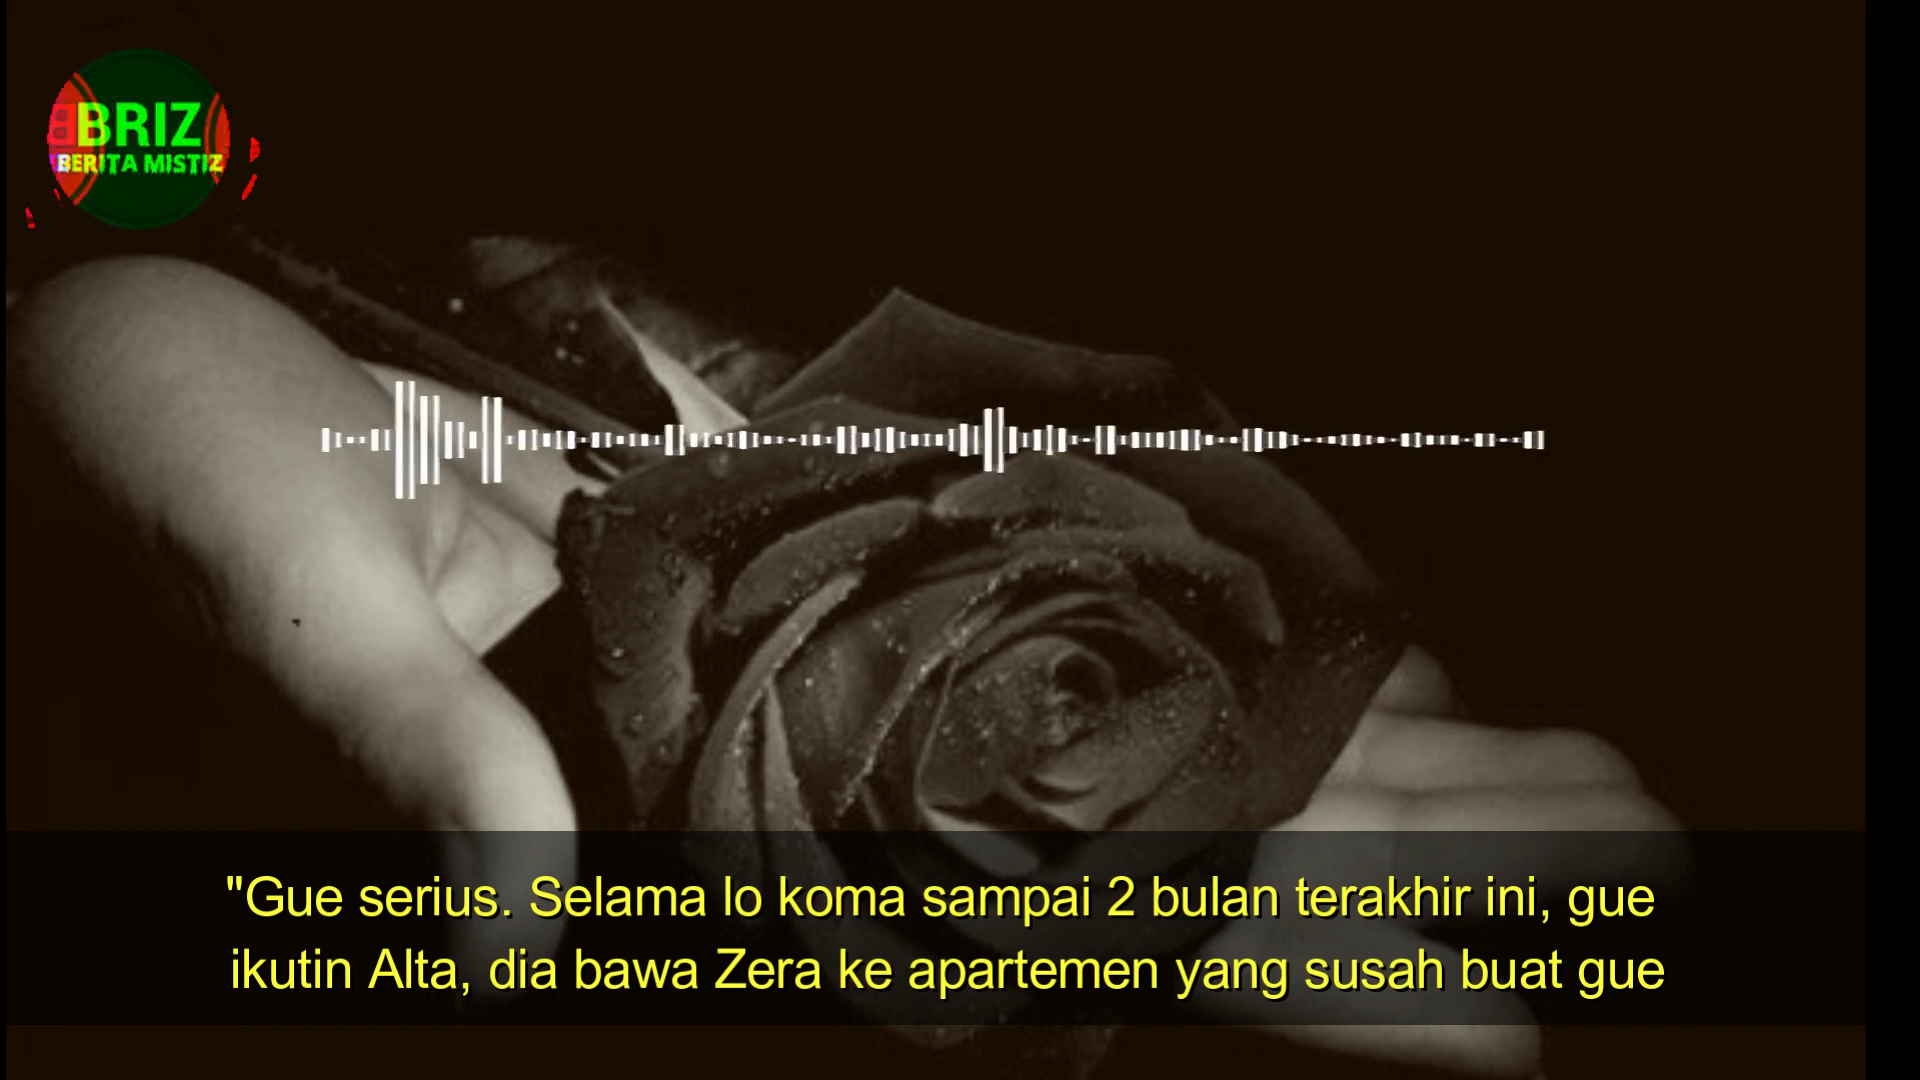 BRIZ
BERITA MISTIZ
"Gue serius. Selama lo koma sampai 2 bulan terakhir ini, gue
ikutin Alta, dia bawa Zera ke apartemen yang susah buat gue